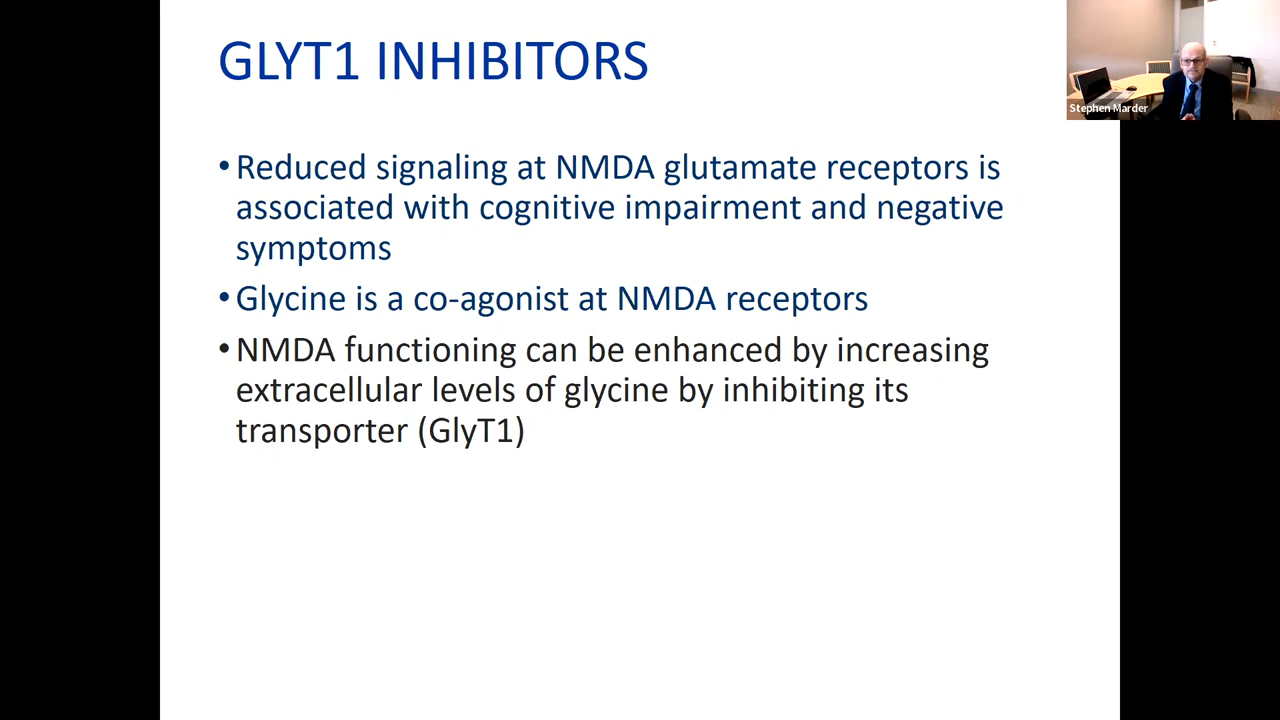 GLYT1 INHIBITORS
Stephen Marder
•Reduced signaling at NMDA glutamate receptors is
associated with cognitive impairment and negative
symptoms
•Glycine is a co-agonist at NMDA receptors
•NMDA functioning can be enhanced by increasing
extracellular levels of glycine by inhibiting its
transporter (GlyT1)